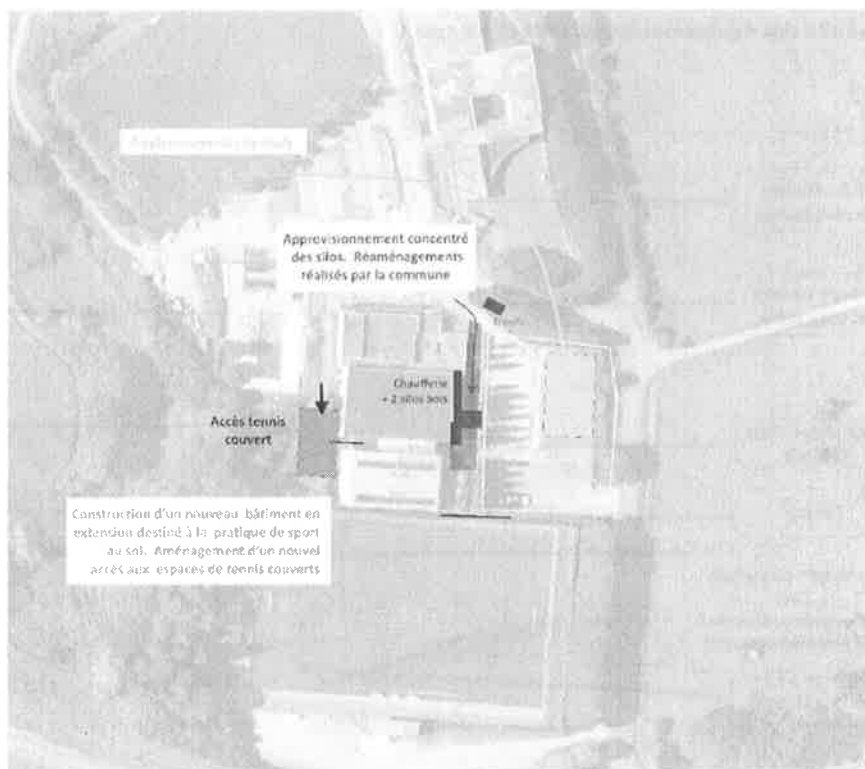 Approvisionnement concentré
des silos. Réaménagements
réalisés par la commune
Chaufferie
+ 2 silos bois
Accès tennis
couvert
Construction d'un nouveau bâtiment en
extension destiné à la pratique de sport
au sol. Aménagement d'un nouvel
accès aux espaces de tennis couverts